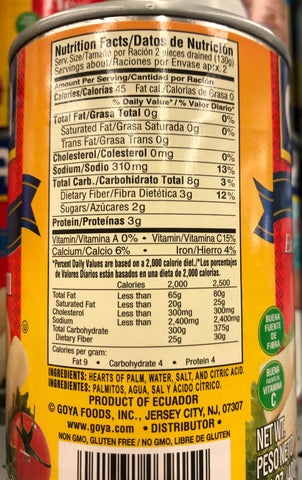 Nutrition Facts/Datos de Nutrición
Serv. Size/Tamaño por Ración 2 pieces drained (130g)
Servings about/Raciones por Envase apx. 2
Amount Per Serving/Cantidad por Ración
Calories/Calorías 45 Fat cal./Calorías de Grasa 0
% Daily Value*/% Valor Diario*
Total Fat/Grasa Total 0g 0%
Saturated Fat/Grasa Saturada 0g 0%
Trans Fat/Grasa Trans 0g
Cholesterol/Colesterol 0mg 0%
Sodium/Sodio 310mg 13%
Total Carb./Carbohidrato Total 8g 3%
Dietary Fiber/Fibra Dietética 3g 12%
Sugars/Azúcares 2g
Protein/Proteínas 3g
Vitamin/Vitamina A 0% • Vitamin/Vitamina C 15%
Calcium/Calcio 6% • Iron/Hierro 4%
*Percent Daily Values are based on a 2,000 calorie diet./*Los porcentajes
de Valores Diarios están basados en una dieta de 2,000 calorías.
Calories 2,000 2,500
Total Fat Less than 65g 80g
Saturated Fat Less than 20g 25g
Cholesterol Less than 300mg 300mg
Sodium Less than 2,400mg 2,400mg
Total Carbohydrate 300g 375g
Dietary Fiber 25g 30g
Calories per gram:
Fat 9 • Carbohydrate 4 • Protein 4
INGREDIENTS: HEARTS OF PALM, WATER, SALT, AND CITRIC ACID.
INGREDIENTES: PALMITOS, AGUA, SAL Y ÁCIDO CÍTRICO.
PRODUCT OF ECUADOR
© GOYA FOODS, INC., JERSEY CITY, NJ, 07307
www.goya.com • DISTRIBUTOR •
NON GMO, GLUTEN FREE / NO GMO, LIBRE DE GLUTEN
BUENA
FUENTE
DE
FIBRA
BUENA
FUENTE DE
VITAMINA
C
NET WT.
PESO NETO